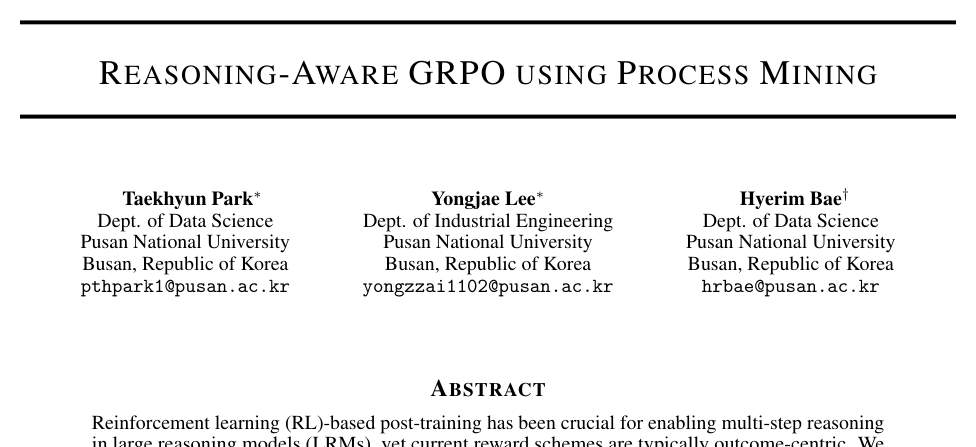 REASONING-AWARE GRPO USING PROCESS MINING
Taekhyun Park* Yongjae Lee* Hyerim Bae†
Dept. of Data Science Dept. of Industrial Engineering Dept. of Data Science
Pusan National University Pusan National University Pusan National University
Busan, Republic of Korea Busan, Republic of Korea Busan, Republic of Korea
pthpark1@pusan.ac.kr yongzzai1102@pusan.ac.kr hrbae@pusan.ac.kr
ABSTRACT
Reinforcement learning (RL)-based post-training has been crucial for enabling multi-step reasoning
in large reasoning models (LRMs), yet current reward schemes are typically outcome-centric. We